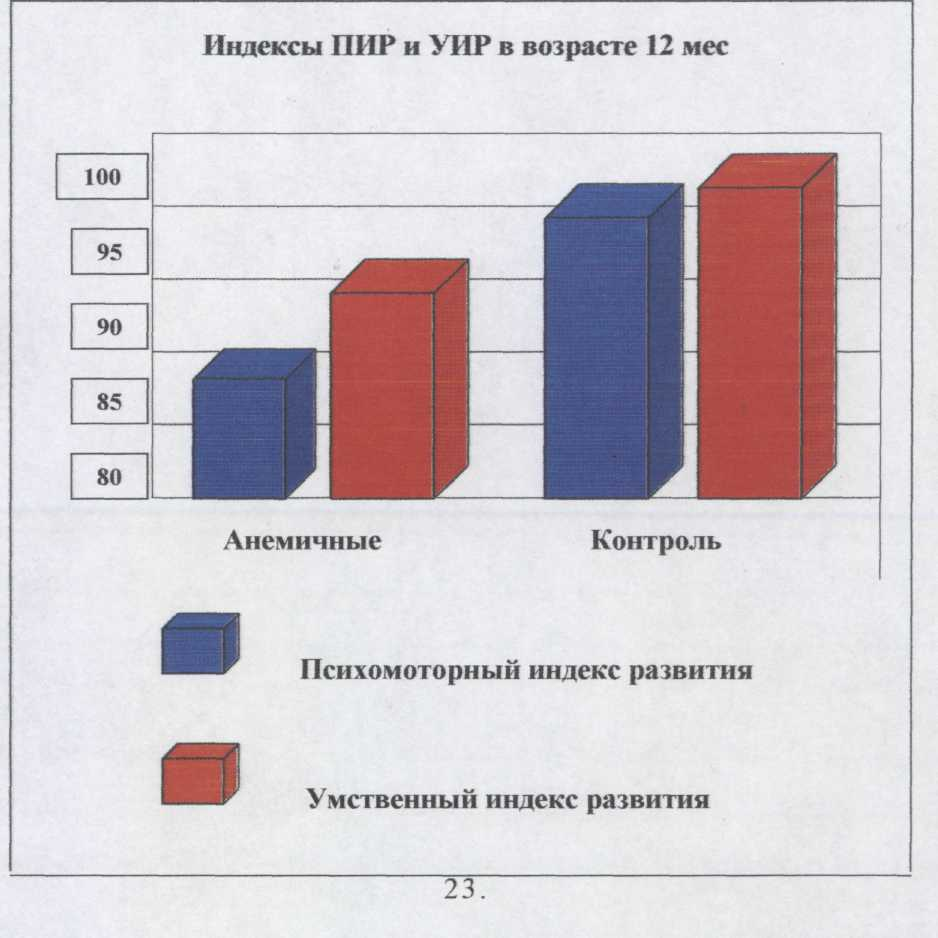 Индексы ПИР и УИР в возрасте 12 мес
100
95
90
85
80
Анемичные Контроль
Психомоторный индекс развития
Умственный индекс развития
23.